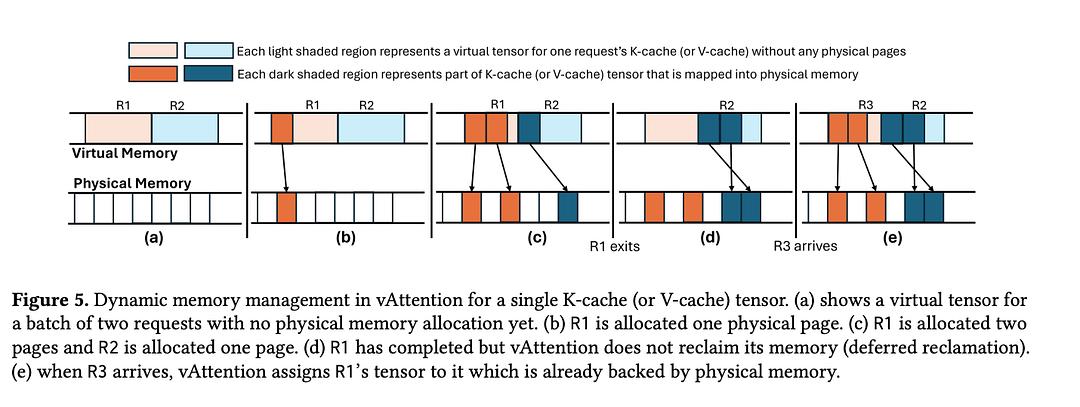 Each light shaded region represents a virtual tensor for one request's K-cache (or V-cache) without any physical pages
Each dark shaded region represents part of K-cache (or V-cache) tensor that is mapped into physical memory
R1 R2
R1 R2
R1 R2
R2
R3 R2
Virtual Memory
Physical Memory
(a)
(b)
(c)
(d)
(e)
R1 exits
R3 arrives
Figure 5. Dynamic memory management in vAttention for a single K-cache (or V-cache) tensor. (a) shows a virtual tensor for
a batch of two requests with no physical memory allocation yet. (b) R1 is allocated one physical page. (c) R1 is allocated two
pages and R2 is allocated one page. (d) R1 has completed but vAttention does not reclaim its memory (deferred reclamation).
(e) when R3 arrives, vAttention assigns R1's tensor to it which is already backed by physical memory.